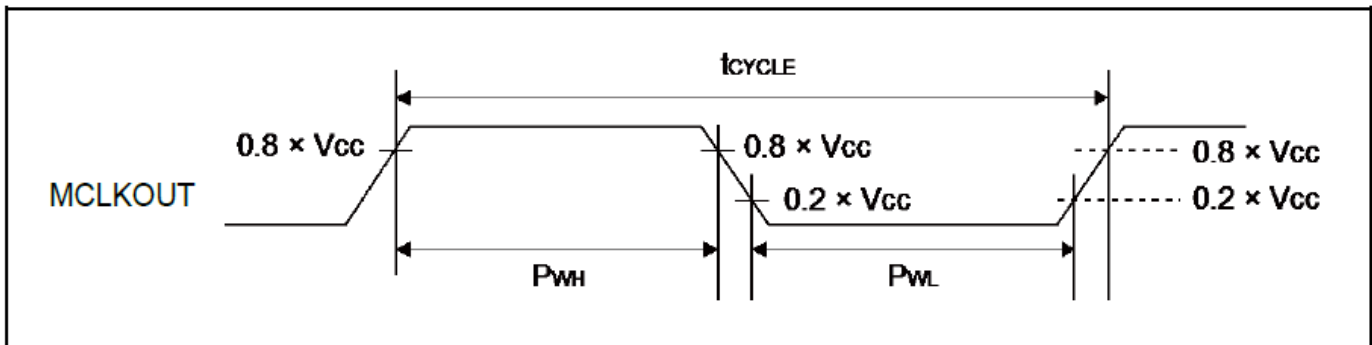 tCYCLE
0.8 × VCC
0.8 × VCC
0.8 × VCC
MCLKOUT
0.2 × VCC
0.2 × VCC
PWH
PWL